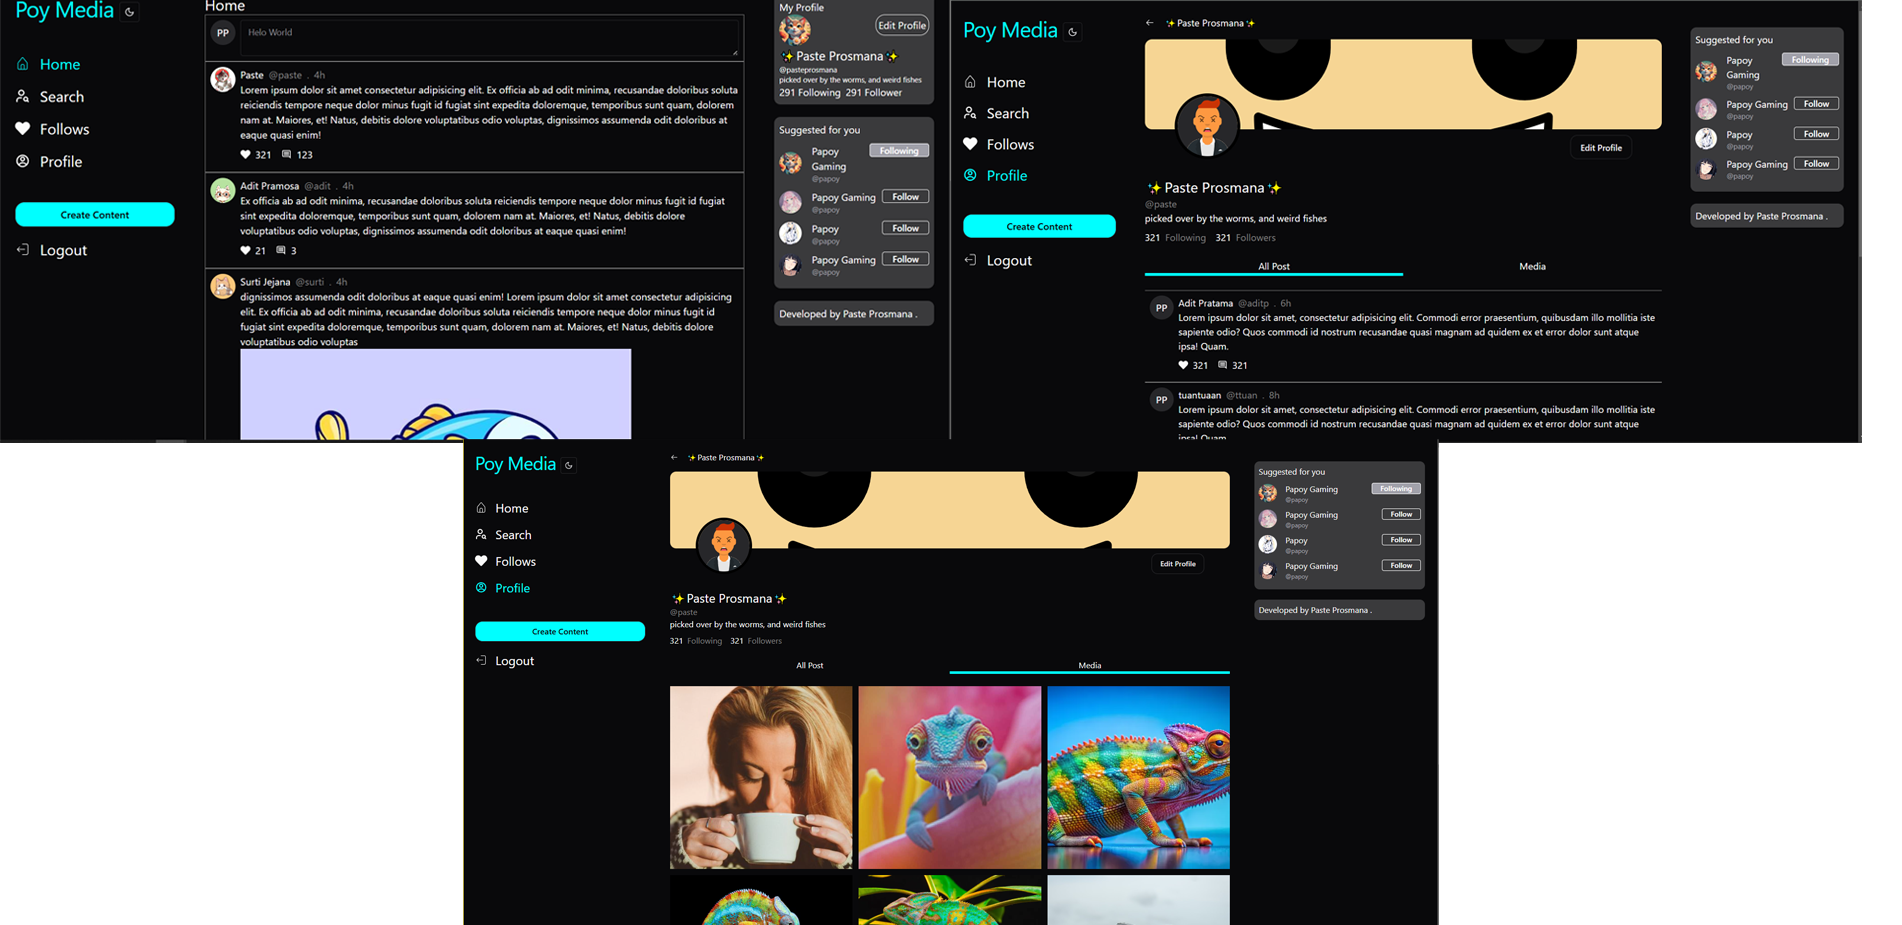 Poy Media
Home
Search
Follows
Profile
Create Content
Logout
Home
PP
Helo World
Paste @paste . 4h
Lorem ipsum dolor sit amet consectetur adipisicing elit. Ex officia ab ad odit minima, recusandae doloribus soluta
reiciendis tempore neque dolor minus fugit id fugiat sint expedita doloremque, temporibus sunt quam, dolorem
nam at. Maiores, et! Natus, debitis dolore voluptatibus odio voluptas, dignissimos assumenda odit doloribus at
eaque quasi enim!
321 123
Adit Pramosa @adit . 4h
Ex officia ab ad odit minima, recusandae doloribus soluta reiciendis tempore neque dolor minus fugit id fugiat
sint expedita doloremque, temporibus sunt quam, dolorem nam at. Maiores, et! Natus, debitis dolore
voluptatibus odio voluptas, dignissimos assumenda odit doloribus at eaque quasi enim!
21 3
Surti Jejana @surti . 4h
dignissimos assumenda odit doloribus at eaque quasi enim! Lorem ipsum dolor sit amet consectetur adipisicing
elit. Ex officia ab ad odit minima, recusandae doloribus soluta reiciendis tempore neque dolor minus fugit id
fugiat sint expedita doloremque, temporibus sunt quam, dolorem nam at. Maiores, et! Natus, debitis dolore
voluptatibus odio voluptas
My Profile
Edit Profile
✨ Paste Prosmana ✨
@pasteprosmana
picked over by the worms, and weird fishes
291 Following 291 Follower
Suggested for you
Papoy
Gaming
@papoy
Following
Papoy Gaming
@papoy
Follow
Papoy
@papoy
Follow
Papoy Gaming
@papoy
Follow
Developed by Paste Prosmana .
Poy Media
Home
Search
Follows
Profile
Create Content
Logout
← ✨ Paste Prosmana ✨
Edit Profile
✨ Paste Prosmana ✨
@paste
picked over by the worms, and weird fishes
321 Following 321 Followers
All Post Media
PP
Adit Pratama @aditp . 6h
Lorem ipsum dolor sit amet, consectetur adipisicing elit. Commodi error praesentium, quibusdam illo mollitia iste
sapiente odio? Quos commodi id nostrum recusandae quasi magnam ad quidem ex et error dolor sunt atque
ipsa! Quam.
321 321
PP
tuantuaan @ttuan . 8h
Lorem ipsum dolor sit amet, consectetur adipisicing elit. Commodi error praesentium, quibusdam illo mollitia iste
sapiente odio? Quos commodi id nostrum recusandae quasi magnam ad quidem ex et error dolor sunt atque
ipsa! Quam.
Suggested for you
Papoy
Gaming
@papoy
Following
Papoy Gaming
@papoy
Follow
Papoy
@papoy
Follow
Papoy Gaming
@papoy
Follow
Developed by Paste Prosmana .
Poy Media
Home
Search
Follows
Profile
Create Content
Logout
← ✨ Paste Prosmana ✨
Edit Profile
✨ Paste Prosmana ✨
@paste
picked over by the worms, and weird fishes
321 Following 321 Followers
All Post Media
Suggested for you
Papoy Gaming
@papoy
Following
Papoy Gaming
@papoy
Follow
Papoy
@papoy
Follow
Papoy Gaming
@papoy
Follow
Developed by Paste Prosmana .